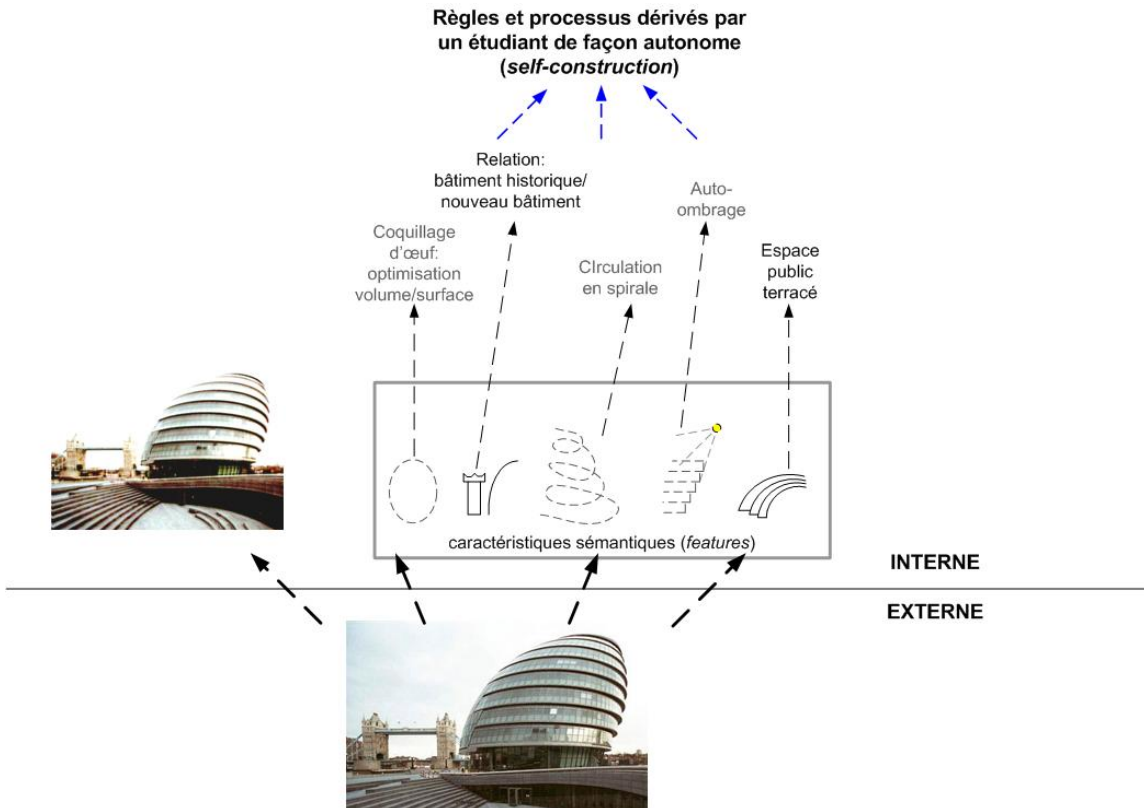 Règles et processus dérivés par
un étudiant de façon autonome
(self-construction)
Relation:
bâtiment historique/
nouveau bâtiment
Auto-
ombrage
Coquillage
d'œuf:
optimisation
volume/surface
CIrculation
en spirale
Espace
public
terracé
caractéristiques sémantiques (features)
INTERNE
EXTERNE